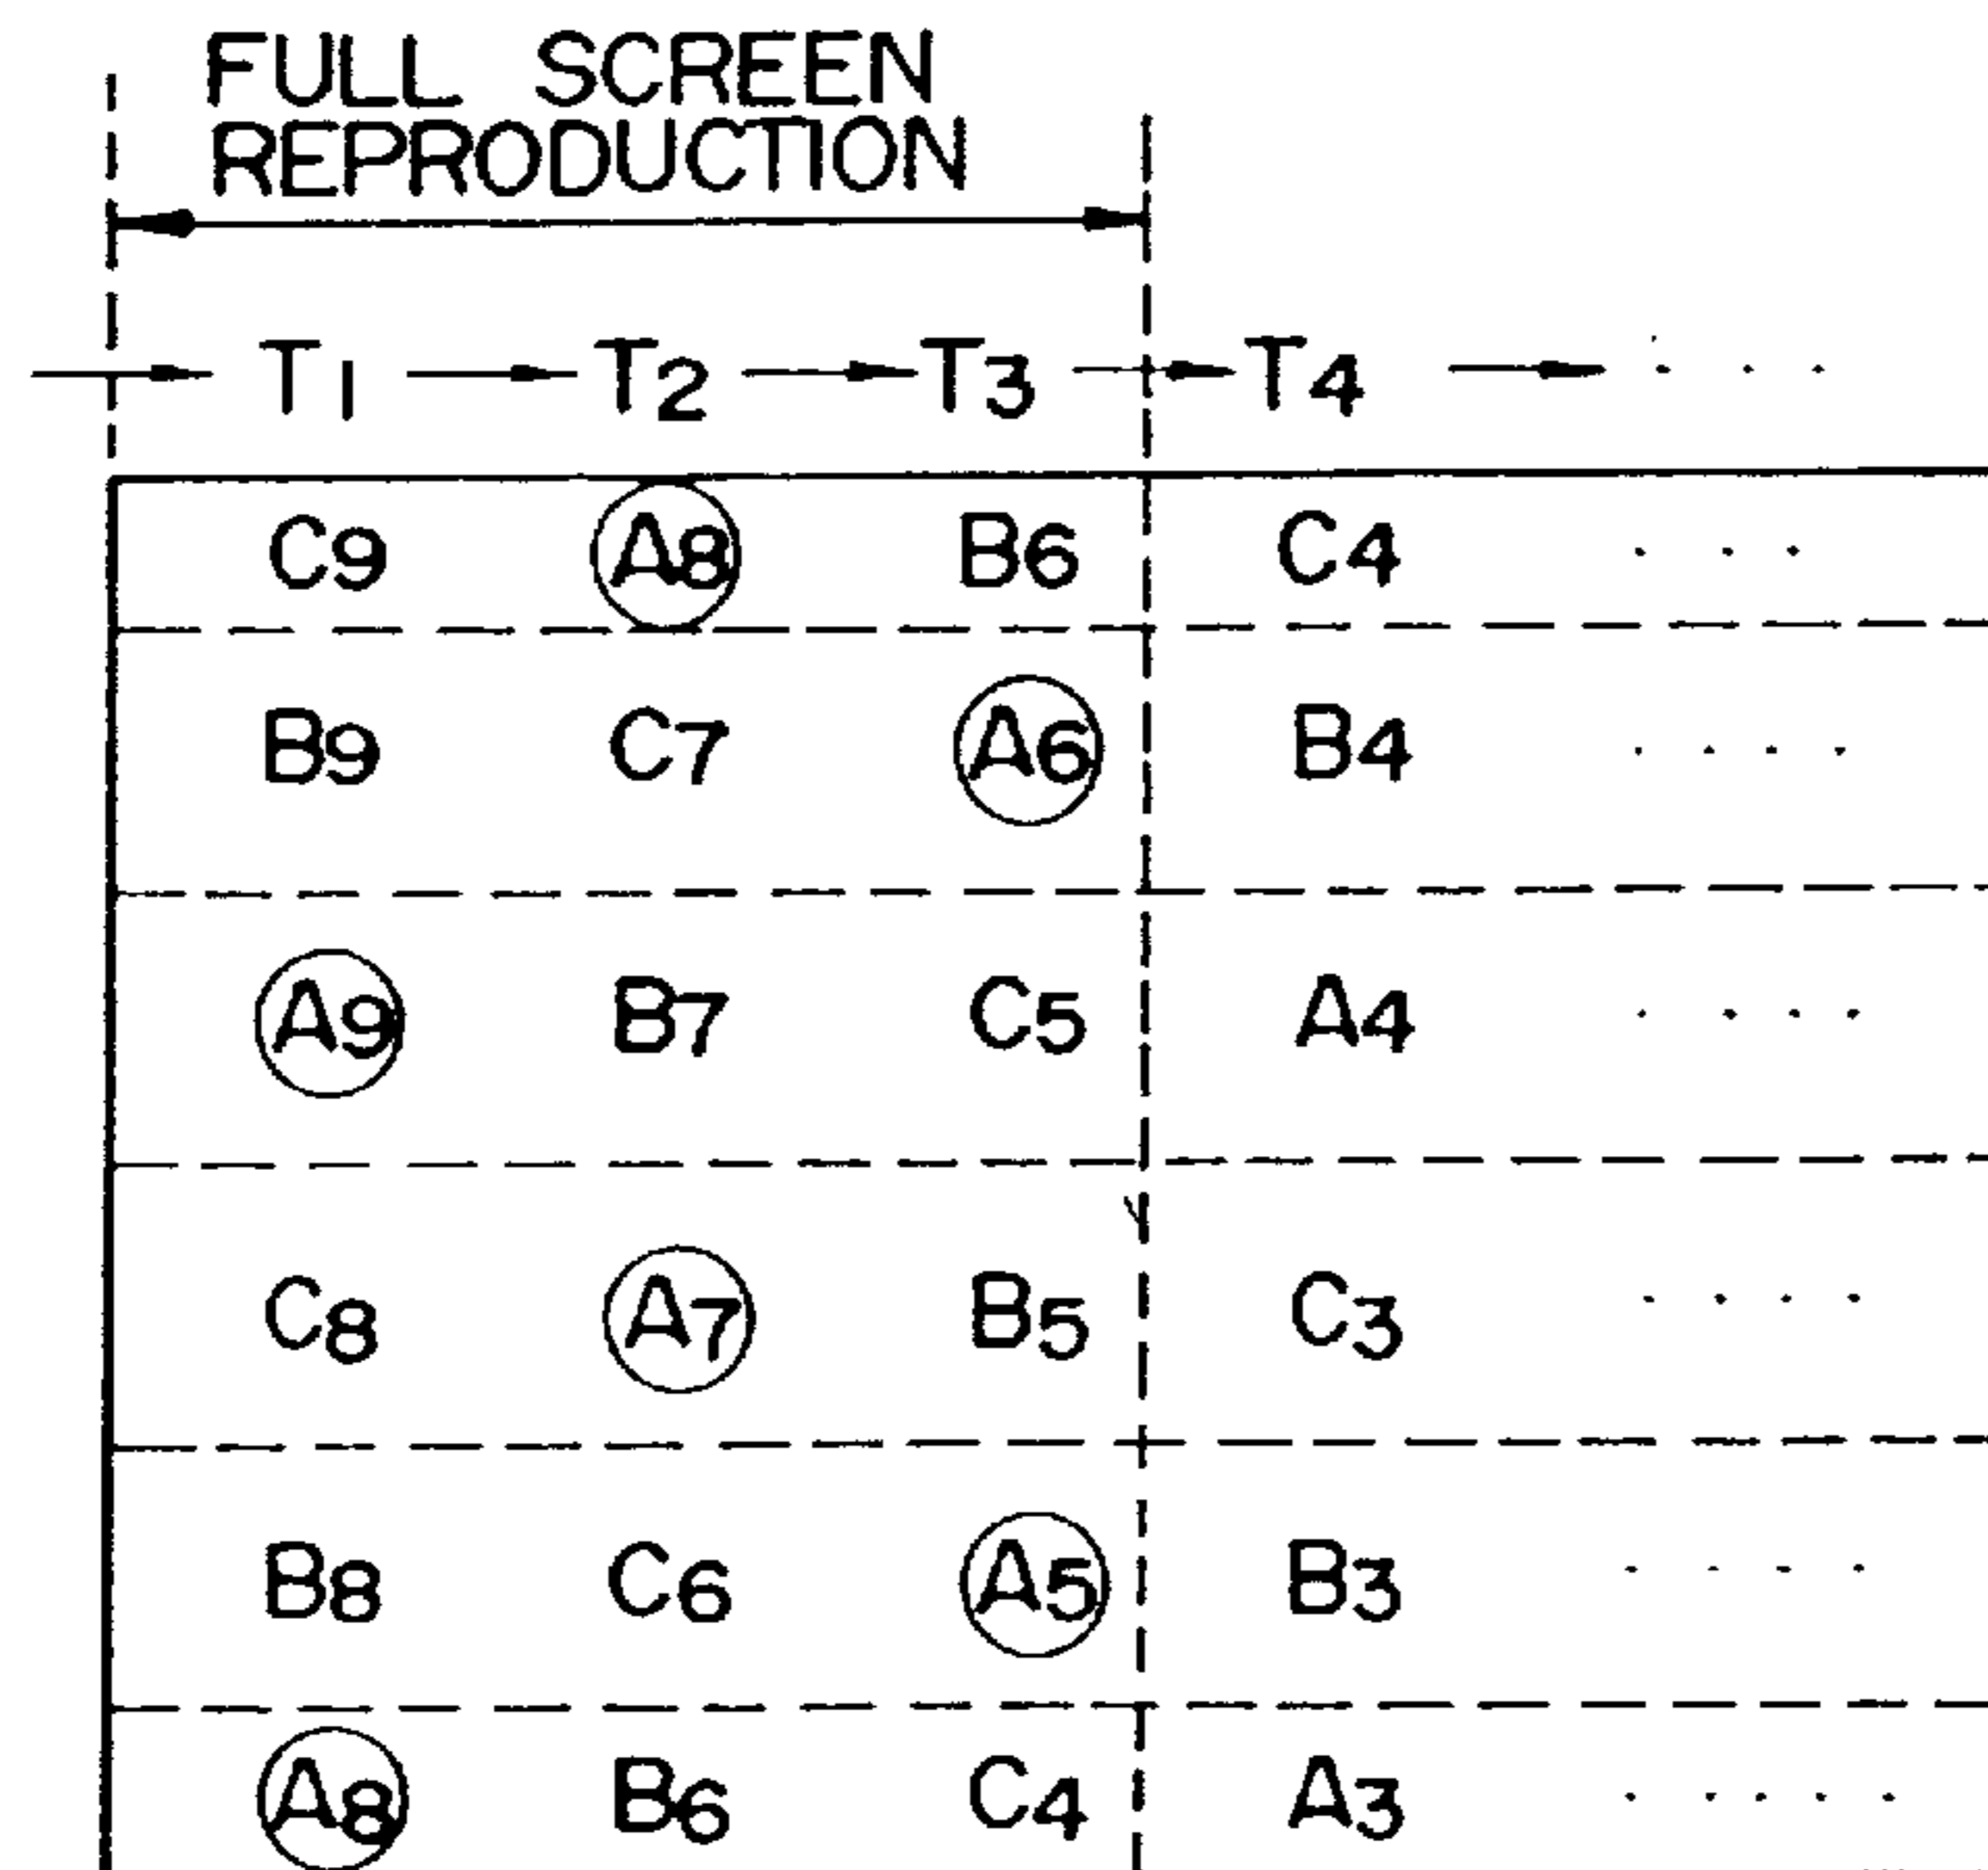 FULL SCREEN
REPRODUCTION
T1 T2 T3 T4 . . .
C9 A8 B6 C4 . . .
B9 C7 A6 B4 . . . .
A9 B7 C5 A4 . . . .
C8 A7 B5 C3 . . . .
B8 C6 A5 B3 . . . .
A8 B6 C4 A3 . . . . .